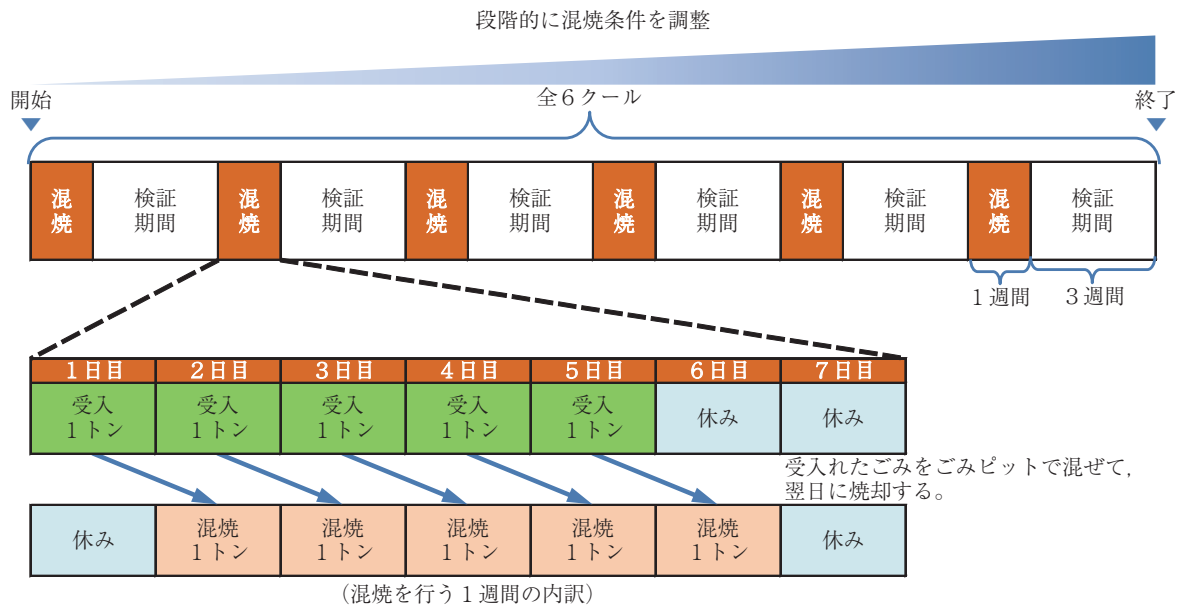 段階的に混焼条件を調整
開始
全６クール
終了
混焼
検証
期間
混焼
検証
期間
混焼
検証
期間
混焼
検証
期間
混焼
検証
期間
混焼
検証
期間
１週間
３週間
１日目
２日目
３日目
４日目
５日目
６日目
７日目
受入
１トン
受入
１トン
受入
１トン
受入
１トン
受入
１トン
休み
休み
受入れたごみをごみピットで混ぜて，
翌日に焼却する。
休み
混焼
１トン
混焼
１トン
混焼
１トン
混焼
１トン
混焼
１トン
休み
（混焼を行う１週間の内訳）